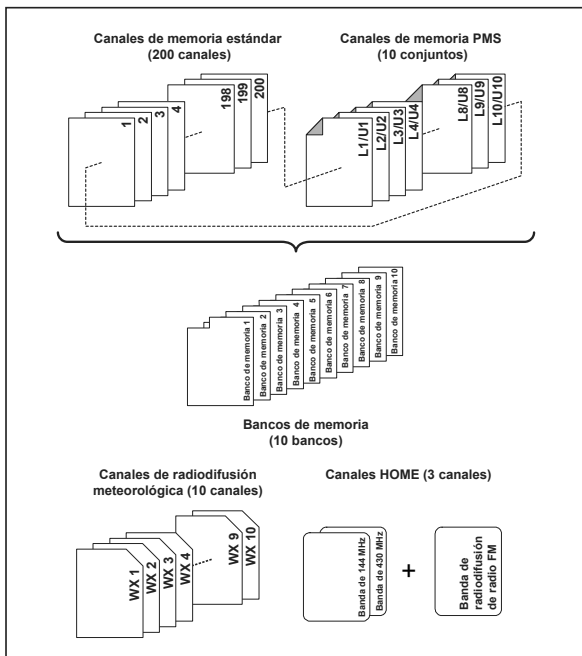 Canales de memoria estándar
(200 canales)
Canales de memoria PMS
(10 conjuntos)
1
2
3
4
198
199
200
L1/U1
L2/U2
L3/U3
L4/U4
L8/U8
L9/U9
L10/U10
Banco de memoria 1
Banco de memoria 2
Banco de memoria 3
Banco de memoria 4
Banco de memoria 5
Banco de memoria 6
Banco de memoria 7
Banco de memoria 8
Banco de memoria 9
Banco de memoria 10
Bancos de memoria
(10 bancos)
Canales de radiodifusión
meteorológica (10 canales)
Canales HOME (3 canales)
WX 1
WX 2
WX 3
WX 4
WX 9
WX 10
Banda de 144 MHz
Banda de 430 MHz
+
Banda de
radiodifusión
de radio FM